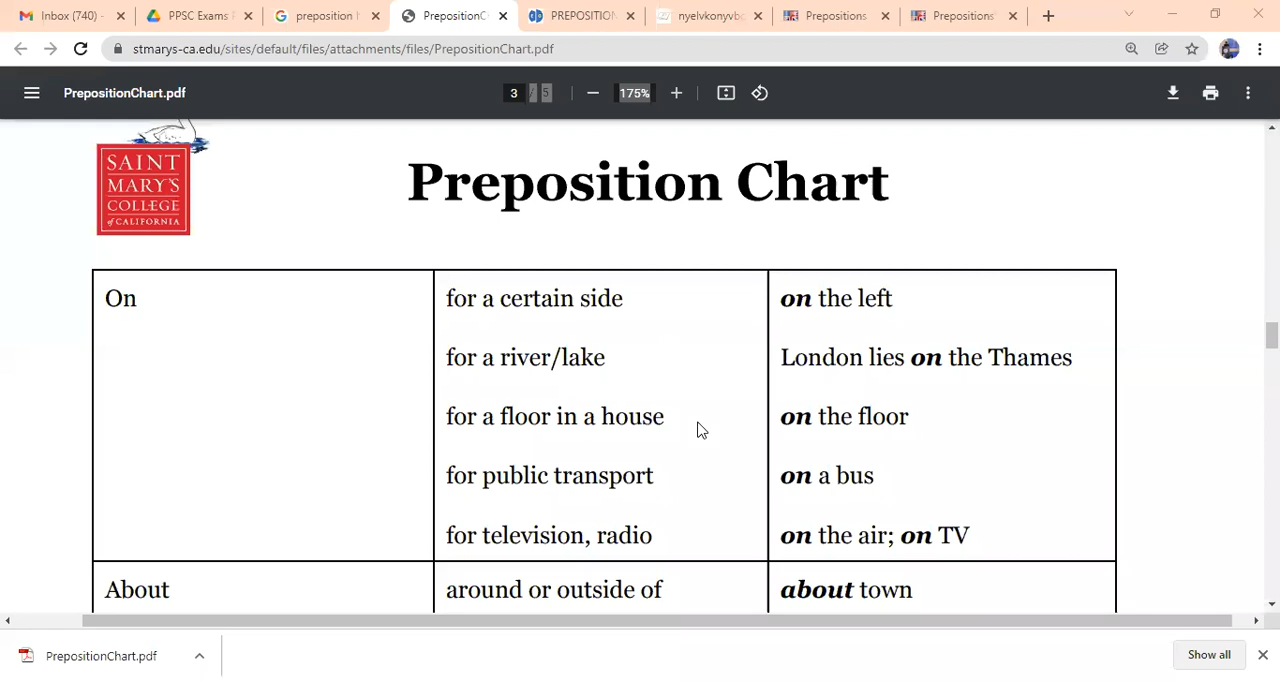 Inbox (740) -
PPSC Exams F
preposition l
PrepositionC
PREPOSITION
nyelvkonyvbo
Prepositions
Prepositions'
stmarys-ca.edu/sites/default/files/attachments/files/PrepositionChart.pdf
PrepositionChart.pdf
3 / 5
175%
SAINT
MARY'S
COLLEGE
of CALIFORNIA
Preposition Chart
On
for a certain side
on the left
for a river/lake
London lies on the Thames
for a floor in a house
on the floor
for public transport
on a bus
for television, radio
on the air; on TV
About
around or outside of
about town
PrepositionChart.pdf
Show all